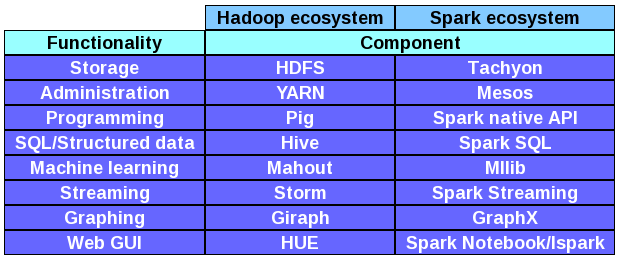 Hadoop ecosystem Spark ecosystem
Functionality Component
Storage HDFS Tachyon
Administration YARN Mesos
Programming Pig Spark native API
SQL/Structured data Hive Spark SQL
Machine learning Mahout Mllib
Streaming Storm Spark Streaming
Graphing Giraph GraphX
Web GUI HUE Spark Notebook/Ispark